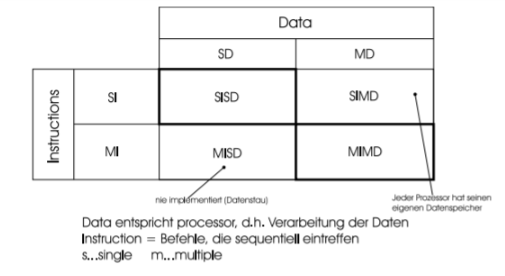 Data
SD MD
Instructions
SI SISD SIMD
MI MISD MIMD
nie implementiert (Datenstau)
Jeder Prozessor hat seinen
eigenen Datenspeicher
Data entspricht processor, d.h. Verarbeitung der Daten
Instruction = Befehle, die sequentiell eintreffen
s...single m...multiple